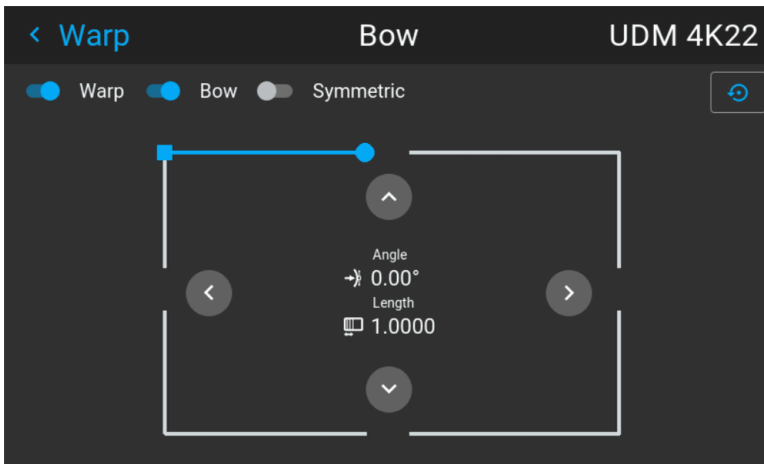 Warp Bow UDM 4K22
Warp Bow Symmetric
Angle
0.00°
Length
1.0000